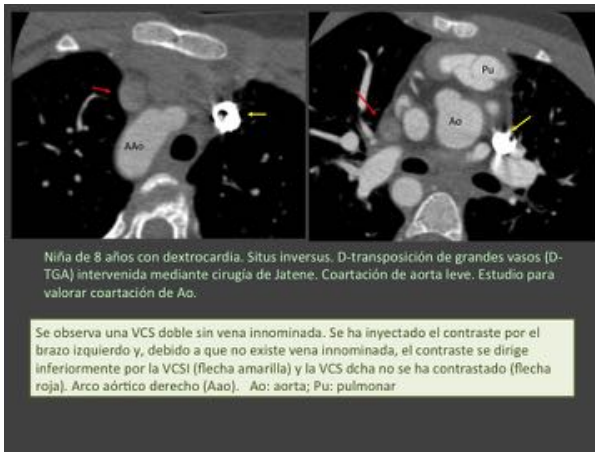 AAo
Pu
Ao
Niña de 8 años con dextrocardia. Situs inversus. D-transposición de grandes vasos (D-
TGA) intervenida mediante cirugía de Jatene. Coartación de aorta leve. Estudio para
valorar coartación de Ao.
Se observa una VCS doble sin vena innominada. Se ha inyectado el contraste por el
brazo izquierdo y, debido a que no existe vena innominada, el contraste se dirige
inferiormente por la VCSI (flecha amarilla) y la VCS dcha no se ha contrastado (flecha
roja). Arco aórtico derecho (Aao).   Ao: aorta; Pu: pulmonar